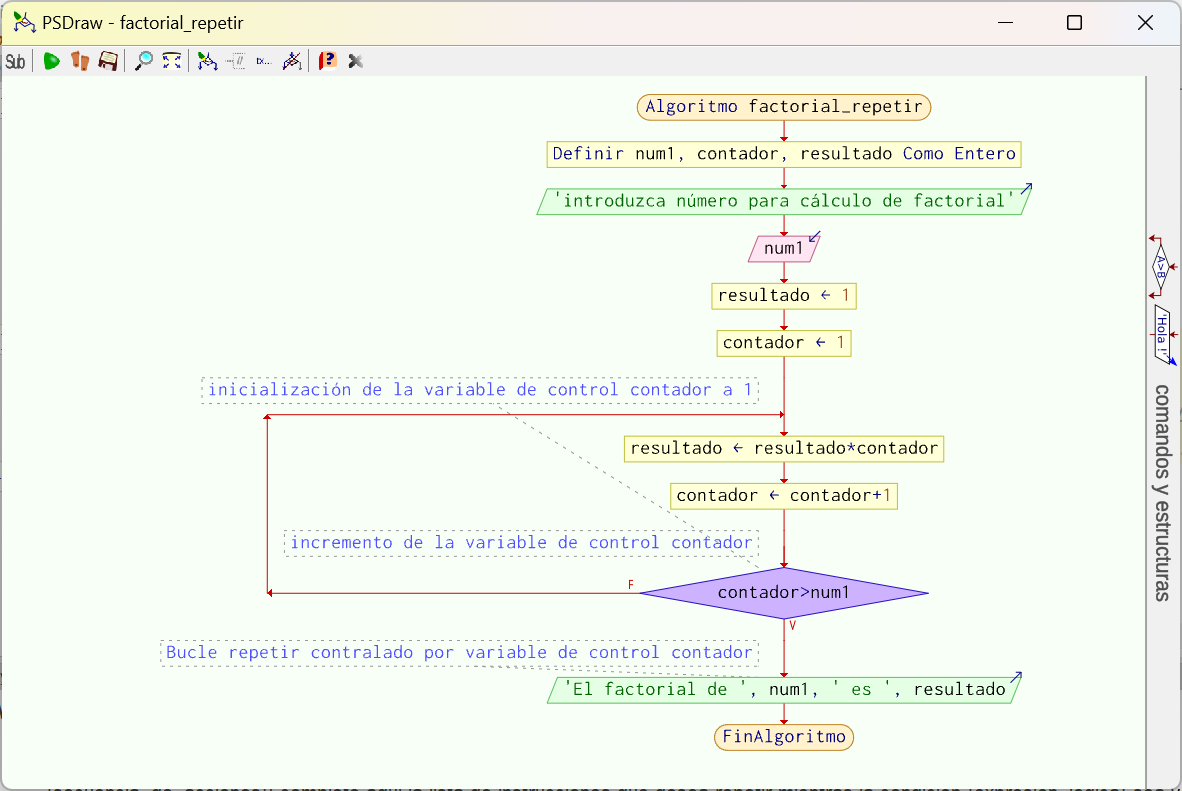 PSDraw - factorial_repetir
Sub
tx...
Algoritmo factorial_repetir
Definir num1, contador, resultado Como Entero
'introduzca número para cálculo de factorial'
num1
resultado ← 1
contador ← 1
inicialización de la variable de control contador a 1
resultado ← resultado*contador
contador ← contador+1
incremento de la variable de control contador
F
contador>num1
V
Bucle repetir contralado por variable de control contador
'El factorial de ', num1, ' es ', resultado
FinAlgoritmo
A>B
'Hola !'
comandos y estructuras